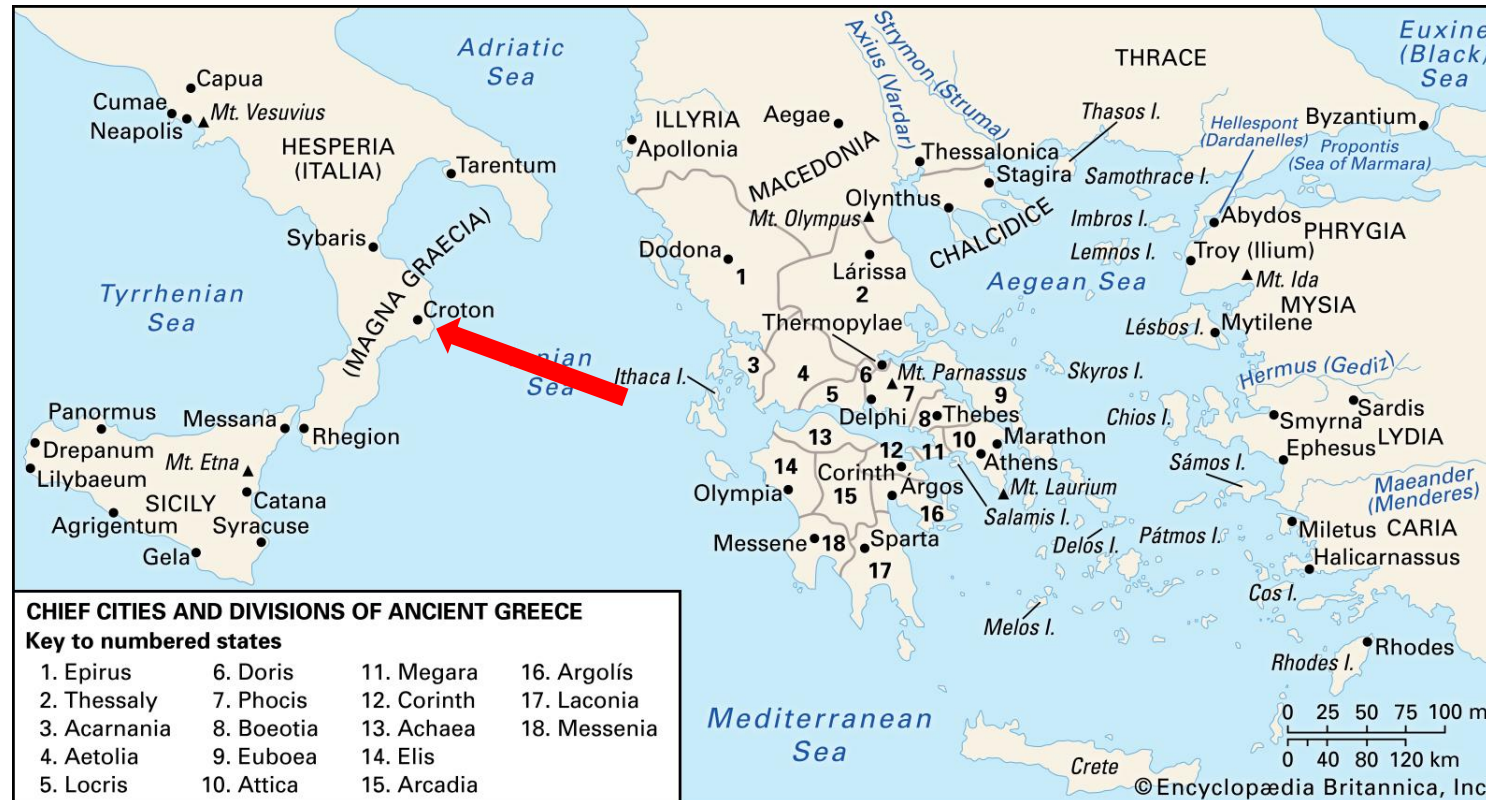 Adriatic
Sea
Euxine
(Black)
Sea
THRACE
Strymon (Struma)
Axius (Vardar)
Capua
Cumae
Mt. Vesuvius
Neapolis
HESPERIA
(ITALIA)
Tarentum
ILLYRIA
Apollonia
Aegae
MACEDONIA
Thessalonica
Stagira
Thasos I.
Samothrace I.
Hellespont
(Dardanelles)
Byzantium
Propontis
(Sea of Marmara)
Olynthus
Mt. Olympus
CHALCIDICE
Imbros I.
Abydos
PHRYGIA
Sybaris
(MAGNA GRAECIA)
Dodona
1
Lárissa
2
Lemnos I.
Troy (Ilium)
Mt. Ida
Aegean Sea
MYSIA
Tyrrhenian
Sea
Croton
Thermopylae
Lésbos I.
Mytilene
nian
Sea
Ithaca I.
3
4
5
6
Mt. Parnassus
7
Skyros I.
Hermus (Gediz)
Delphi
8
Thebes
9
Chios I.
Sardis
Smyrna
LYDIA
Ephesus
Panormus
Messana
Rhegion
Drepanum
Mt. Etna
Lilybaeum
SICILY
Catana
Agrigentum
Syracuse
Gela
13
12
11
10
Marathon
Athens
14
Corinth
Olympia
15
Árgos
Mt. Laurium
16
Salamis I.
Sámos I.
Maeander
(Menderes)
Messene
18
Sparta
17
Delos I.
Pátmos I.
Miletus
CARIA
Halicarnassus
Cos I.
Melos I.
Rhodes
Rhodes I.
Mediterranean
Sea
Crete
CHIEF CITIES AND DIVISIONS OF ANCIENT GREECE
Key to numbered states
1. Epirus
2. Thessaly
3. Acarnania
4. Aetolia
5. Locris
6. Doris
7. Phocis
8. Boeotia
9. Euboea
10. Attica
11. Megara
12. Corinth
13. Achaea
14. Elis
15. Arcadia
16. Argolís
17. Laconia
18. Messenia
0 25 50 75 100 m
0 40 80 120 km
© Encyclopædia Britannica, Inc